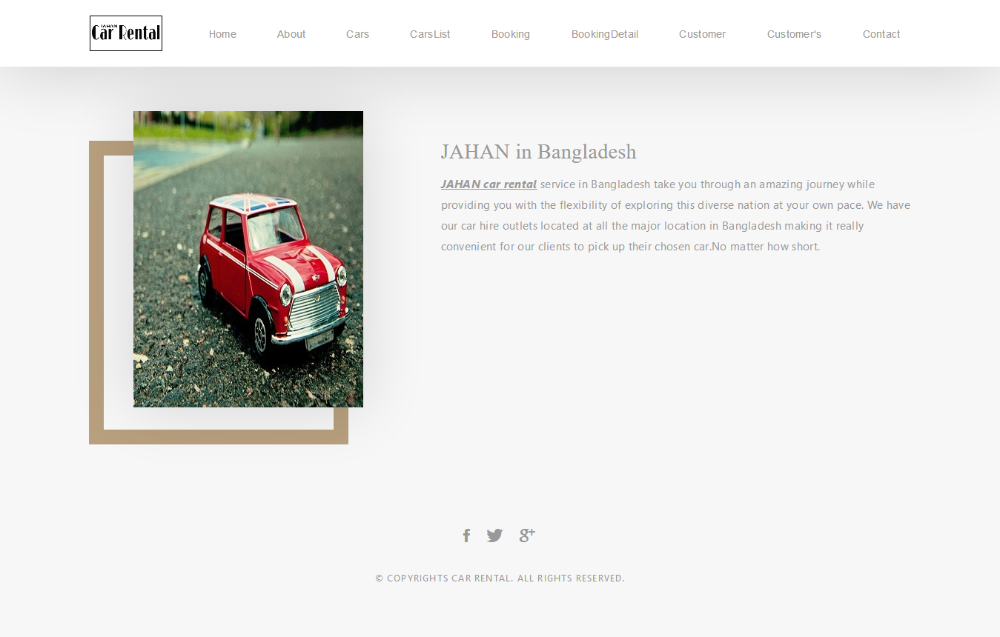 JAHAN
Car Rental
Home About Cars CarsList Booking BookingDetail Customer Customer's Contact
JAHAN in Bangladesh
JAHAN car rental service in Bangladesh take you through an amazing journey while
providing you with the flexibility of exploring this diverse nation at your own pace. We have
our car hire outlets located at all the major location in Bangladesh making it really
convenient for our clients to pick up their chosen car.No matter how short.
© COPYRIGHTS CAR RENTAL. ALL RIGHTS RESERVED.